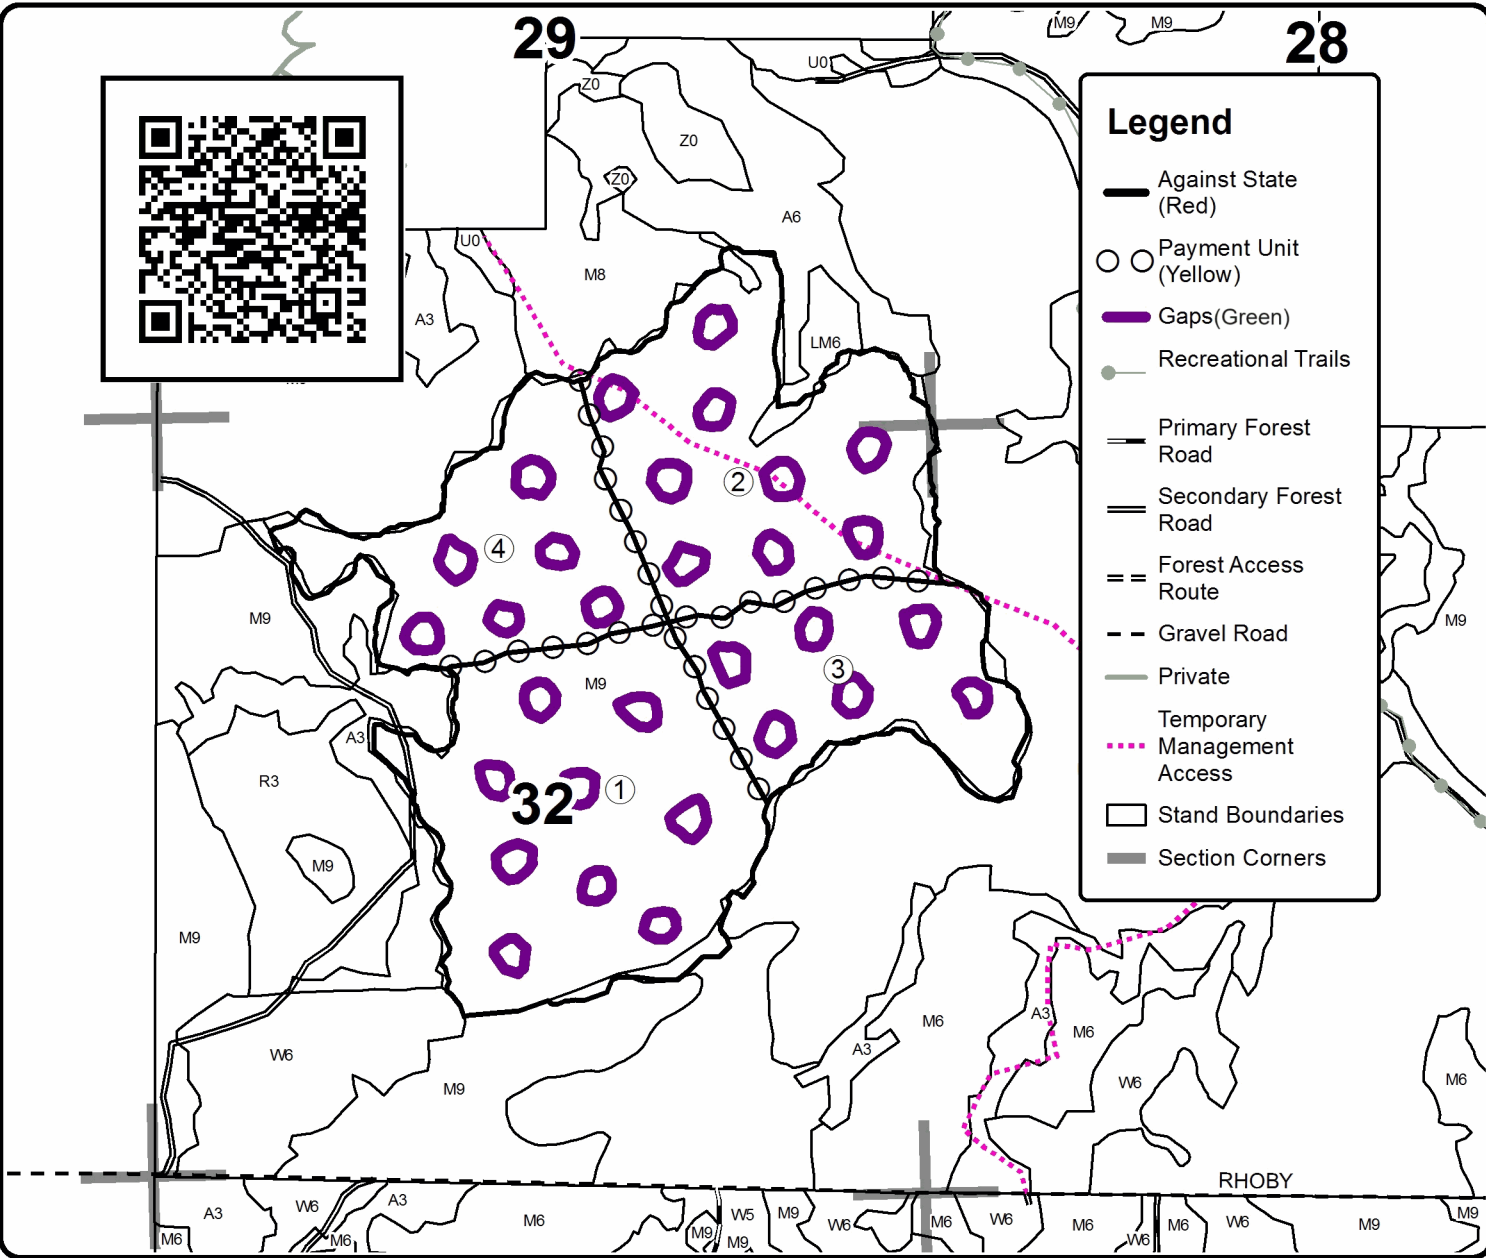 29
28
M9
M9
U0
Z0
Z0
Z0
A6
U0
M8
A3
LM6
Legend
Against State
(Red)
Payment Unit
(Yellow)
Gaps(Green)
Recreational Trails
Primary Forest
Road
Secondary Forest
Road
Forest Access
Route
Gravel Road
Private
Temporary
Management
Access
Stand Boundaries
Section Corners
2
4
M9
M9
3
M9
A3
R3
1
32
M9
M9
A3
M6
M6
A3
W6
W6
M6
M9
RHOBY
A3
W6
A3
M6
M6
M6
M9
W5
M9
M9
W6
M6
W6
M6
W6
M6
W6
M9
M9